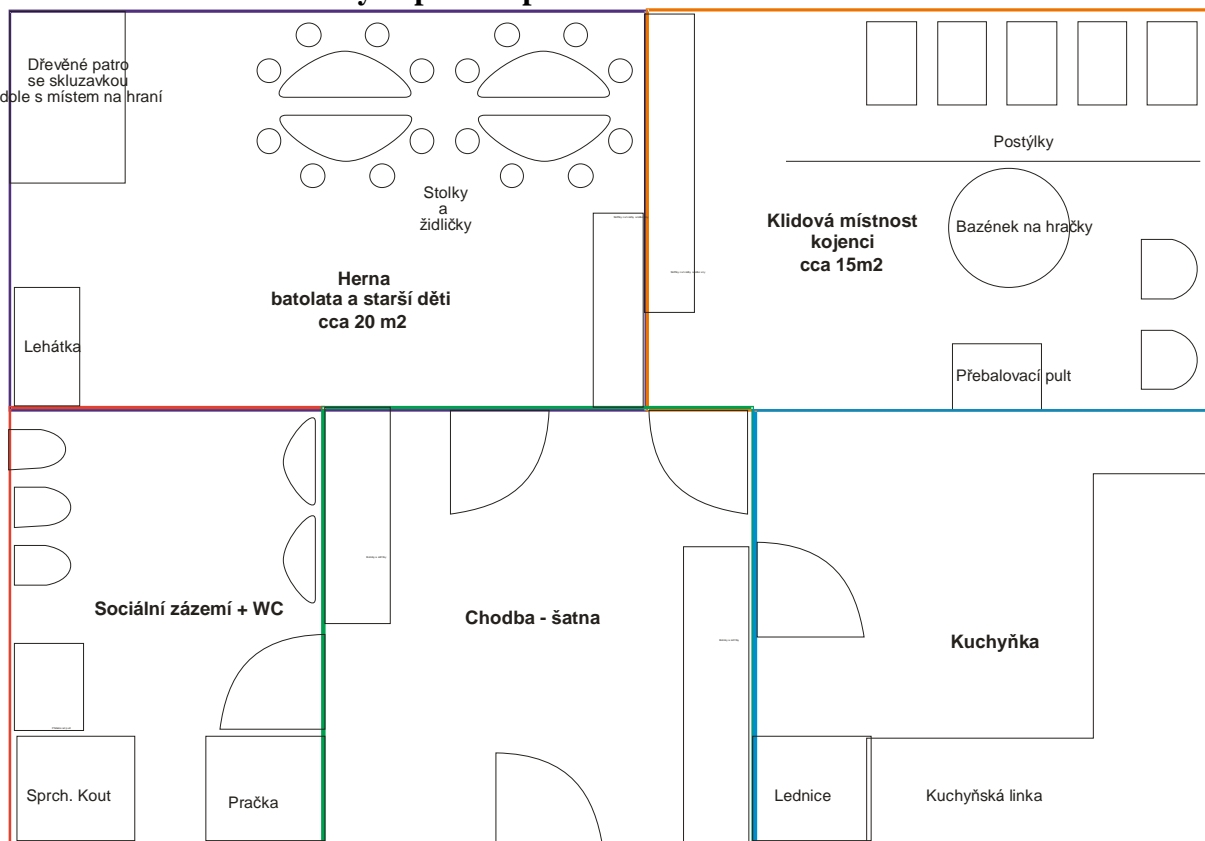 Dřevěné patro
se skluzavkou
dole s místem na hraní
Stolky
a
židličky
Herna
batolata a starší děti
cca 20 m2
Lehátka
Postýlky
Klidová místnost
kojenci
cca 15m2
Bazének na hračky
Přebalovací pult
Sociální zázemí + WC
Chodba - šatna
Kuchyňka
Sprch. Kout
Pračka
Lednice
Kuchyňská linka